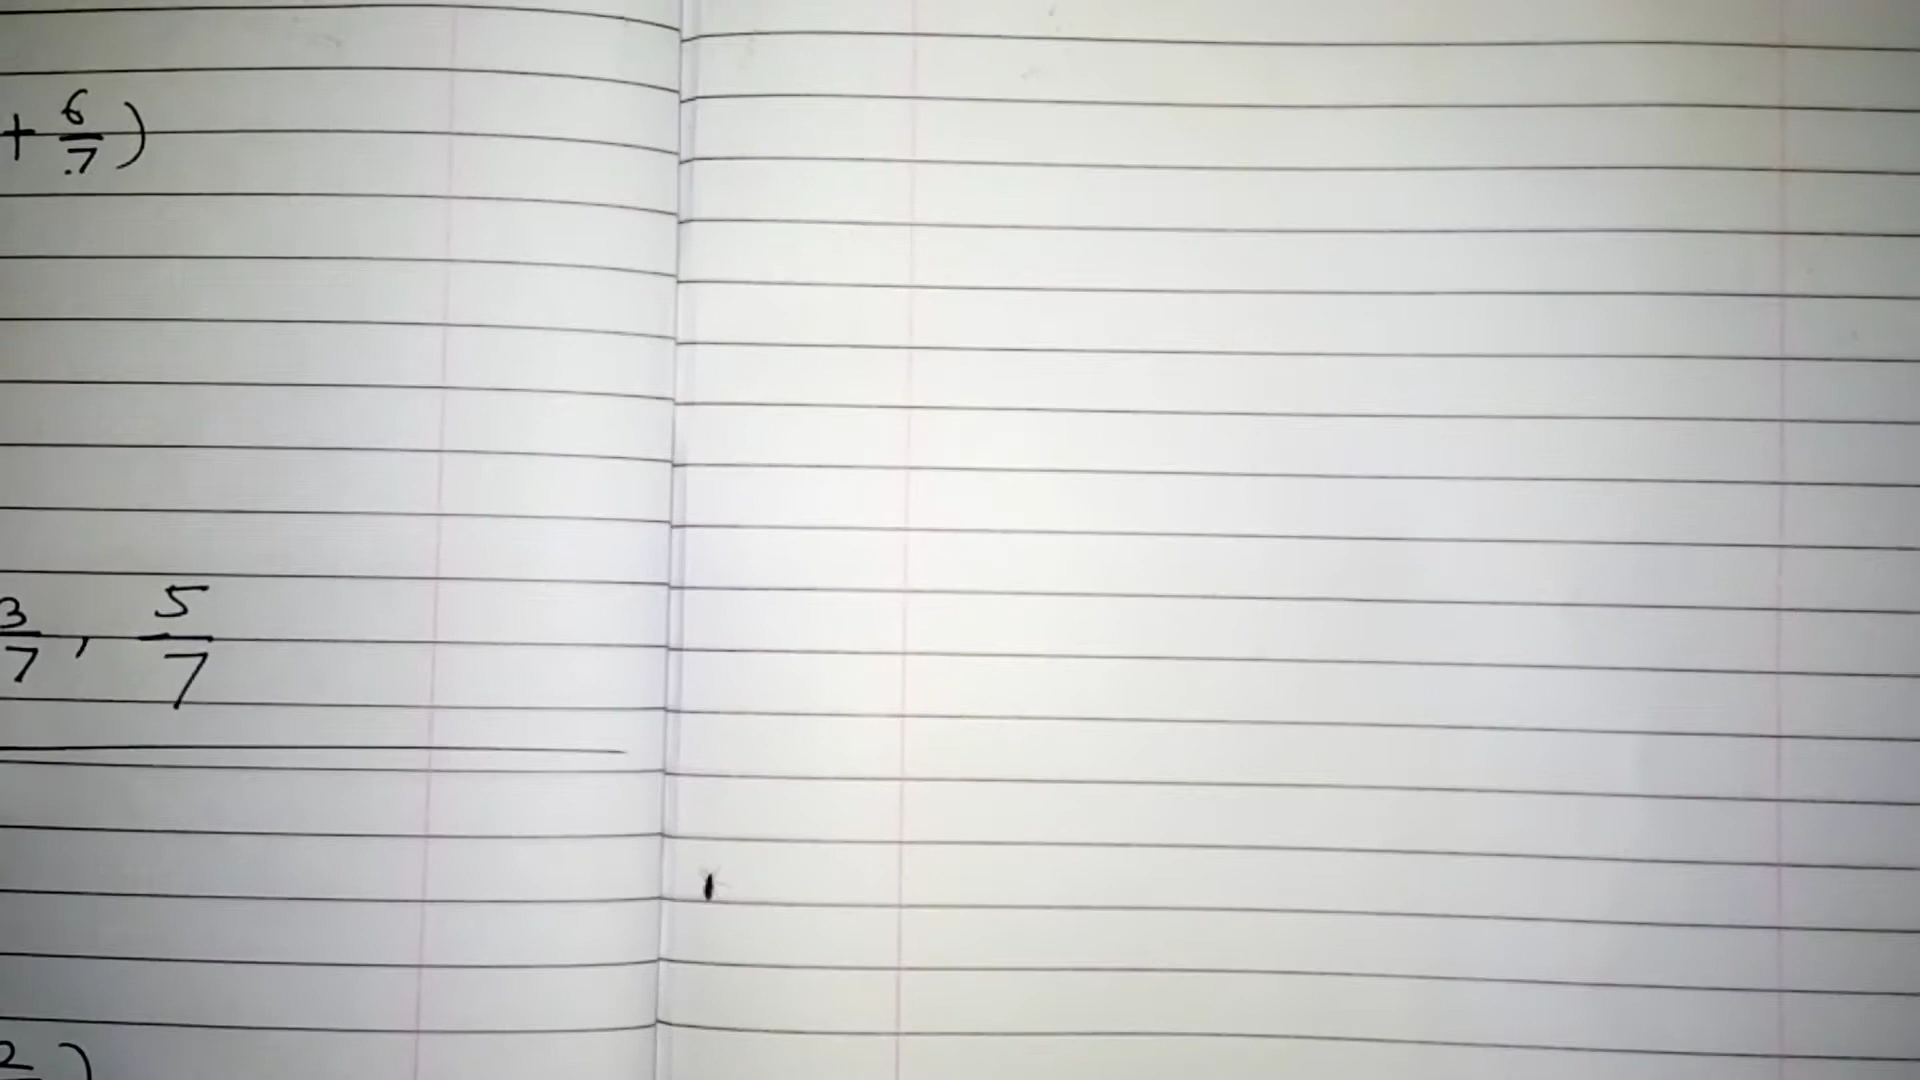 + 6/7 )
3/7 , 5/7
2 )